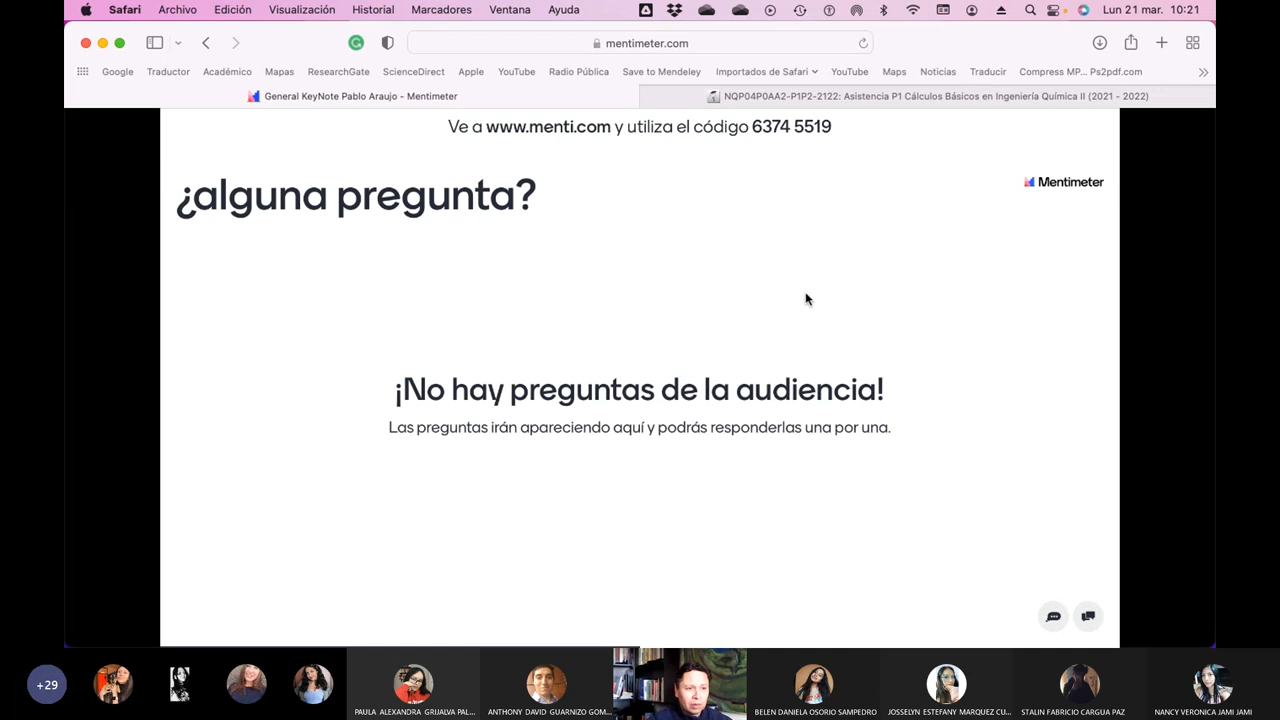 Safari Archivo Edición Visualización Historial Marcadores Ventana Ayuda Lun 21 mar. 10:21
mentimeter.com
Google Traductor Académico Mapas ResearchGate ScienceDirect Apple YouTube Radio Pública Save to Mendeley Importados de Safari YouTube Maps Noticias Traducir Compress MP... Ps2pdf.com
General KeyNote Pablo Araujo - Mentimeter NQP04P0AA2-P1P2-2122: Asistencia P1 Cálculos Básicos en Ingeniería Química II (2021 - 2022)
Ve a www.menti.com y utiliza el código 6374 5519
¿alguna pregunta?
Mentimeter
¡No hay preguntas de la audiencia!
Las preguntas irán apareciendo aquí y podrás responderlas una por una.
+29
PAULA ALEXANDRA GRIJALVA PAL... ANTHONY DAVID GUARNIZO GOM... BELEN DANIELA OSORIO SAMPEDRO JOSSELYN ESTEFANY MARQUEZ CU... STALIN FABRICIO CARGUA PAZ NANCY VERONICA JAMI JAMI